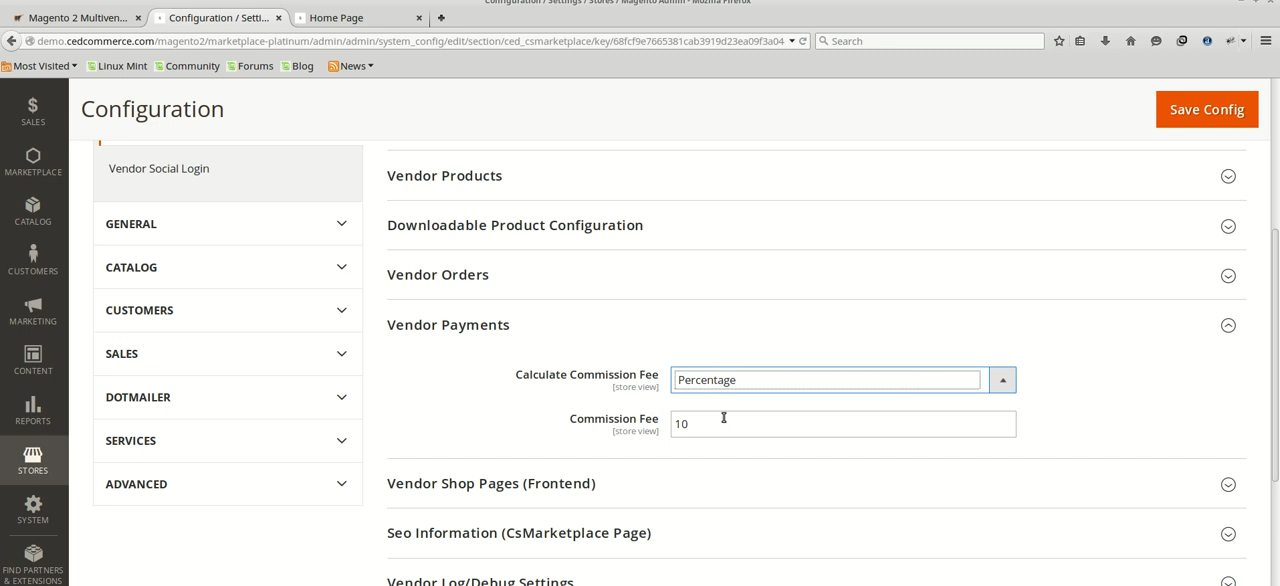 Configuration / Settings / Stores / Magento Admin - Mozilla Firefox
Magento 2 Multiven... × Configuration / Setti... × Home Page ×
demo.cedcommerce.com/magento2/marketplace-platinum/admin/admin/system_config/edit/section/ced_csmarketplace/key/68fcf9e7665381cab3919d23ea09f3a04 Search
Most Visited Linux Mint Community Forums Blog News
Configuration
Save Config
SALES
MARKETPLACE
CATALOG
CUSTOMERS
MARKETING
CONTENT
REPORTS
STORES
SYSTEM
FIND PARTNERS
& EXTENSIONS
Vendor Social Login
GENERAL
CATALOG
CUSTOMERS
SALES
DOTMAILER
SERVICES
ADVANCED
Vendor Products
Downloadable Product Configuration
Vendor Orders
Vendor Payments
Calculate Commission Fee Percentage
[store view]
Commission Fee 10
[store view]
Vendor Shop Pages (Frontend)
Seo Information (CsMarketplace Page)
Vendor Log/Debug Settings